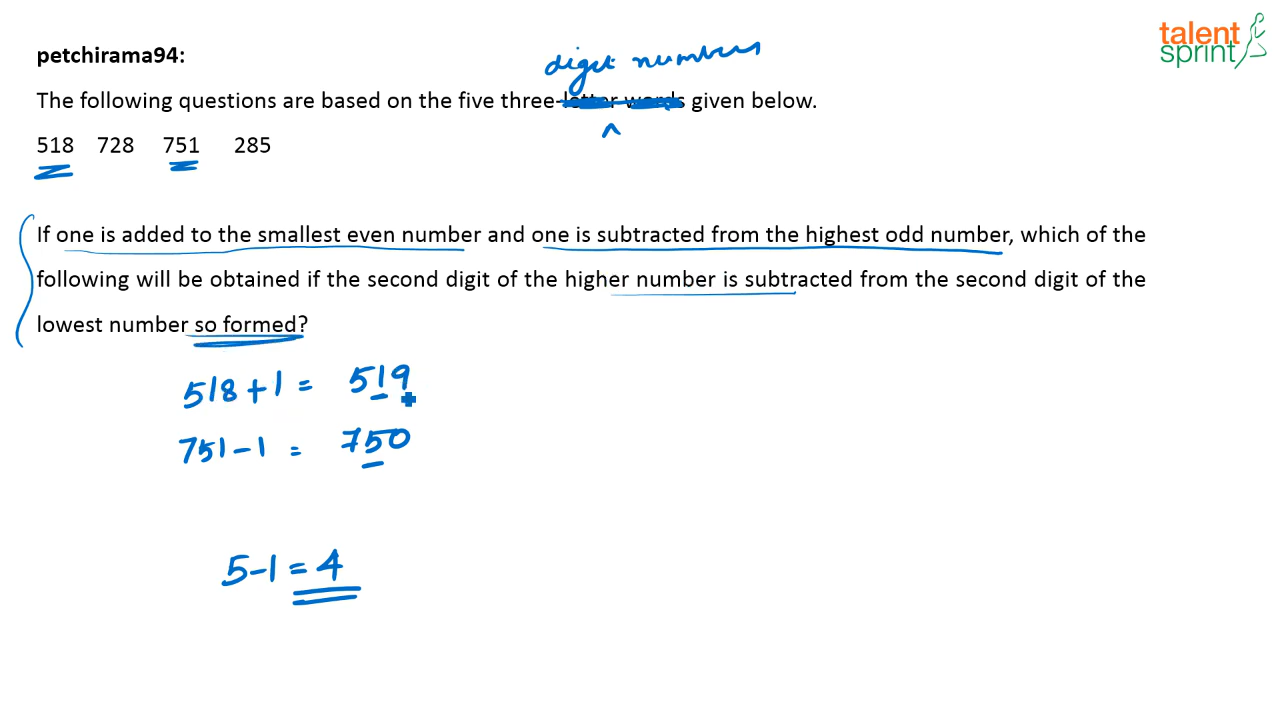 talent
sprint
petchirama94:
digit numbers
The following questions are based on the five three-letter words given below.
^
518 728 751 285
If one is added to the smallest even number and one is subtracted from the highest odd number, which of the
following will be obtained if the second digit of the higher number is subtracted from the second digit of the
lowest number so formed?
518+1 = 519
751-1 = 750
5-1=4